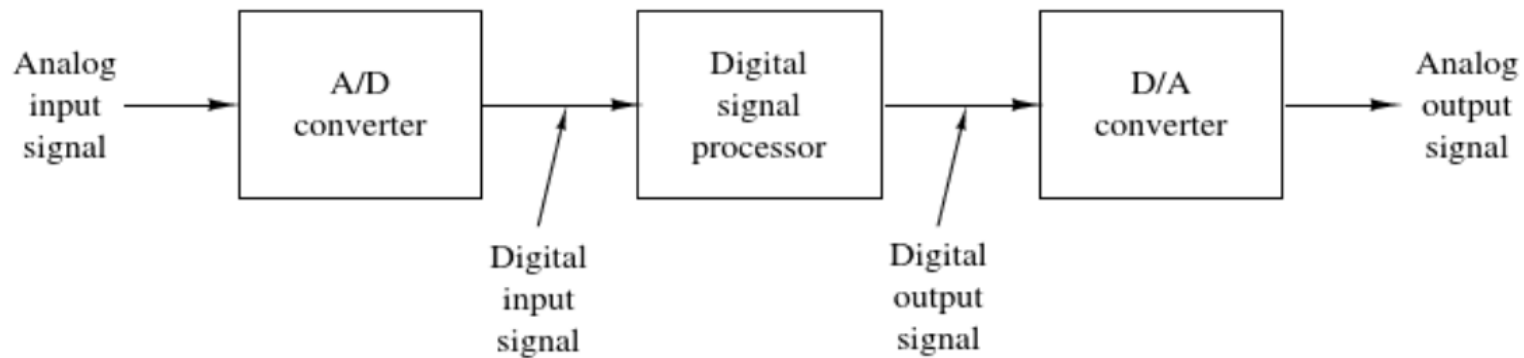 Analog
input
signal
A/D
converter
Digital
input
signal
Digital
signal
processor
Digital
output
signal
D/A
converter
Analog
output
signal